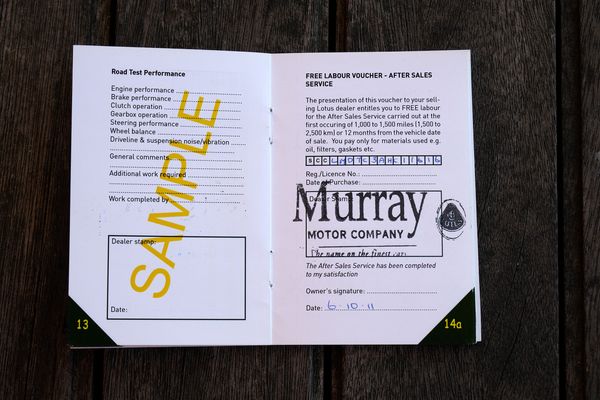 Road Test Performance
Engine performance
Brake performance
Clutch operation
Gearbox operation
Steering performance
Wheel balance
Driveline & suspension noise/vibration
General comments
Additional work required
Work completed by
Dealer stamp:
Date:
13
SAMPLE
FREE LABOUR VOUCHER - AFTER SALES
SERVICE
The presentation of this voucher to your sell-
ing Lotus dealer entitles you to FREE labour
for the After Sales Service carried out at the
first occuring of 1,000 to 1,500 miles (1,500 to
2,500 km) or 12 months from the vehicle date
of sale. You pay only for materials used e.g.
oil, filters, gaskets etc.
SCC
Reg./Licence No.:
Date of Purchase:
Dealer Stamp:
Murray
MOTOR COMPANY
The name on the finest cars
The After Sales Service has been completed
to my satisfaction
Owner's signature:
Date: 6-10-11
14a